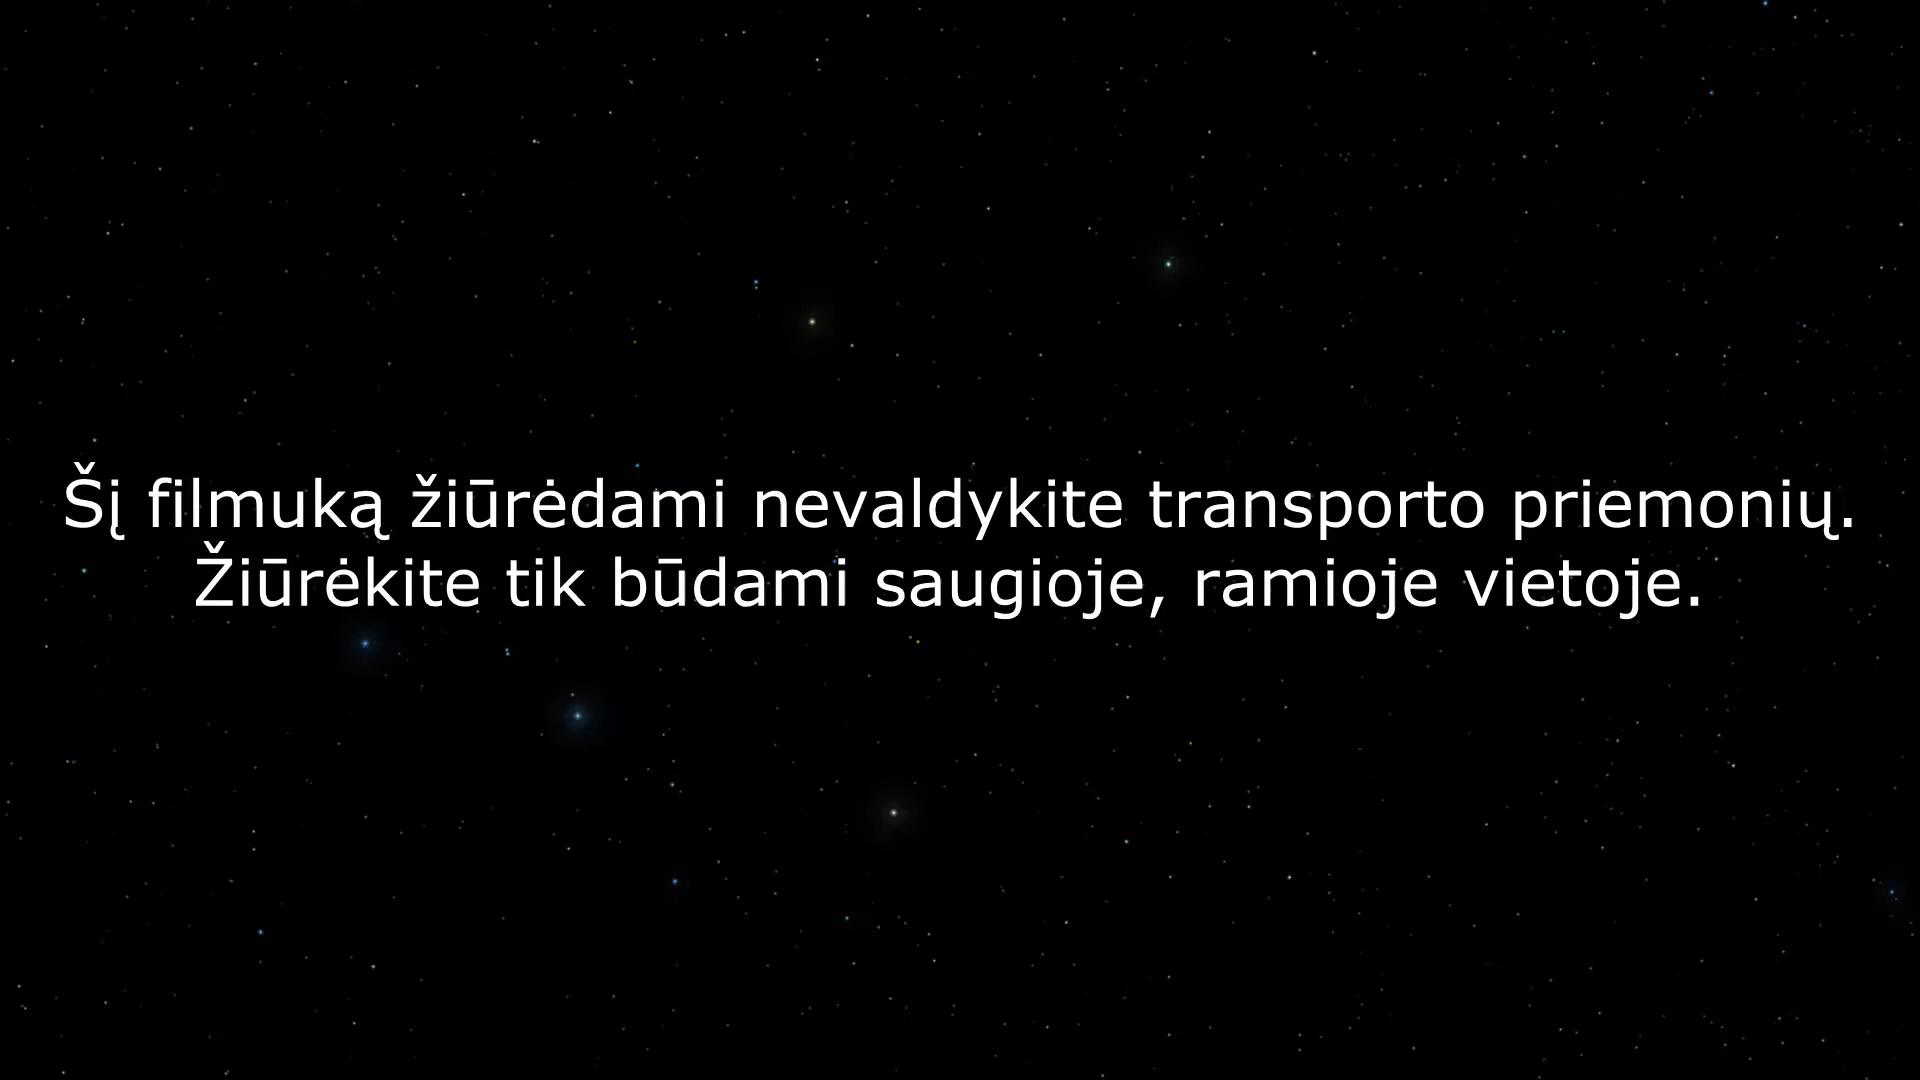 Šį filmuką žiūrėdami nevaldykite transporto priemonių.
Žiūrėkite tik būdami saugioje, ramioje vietoje.